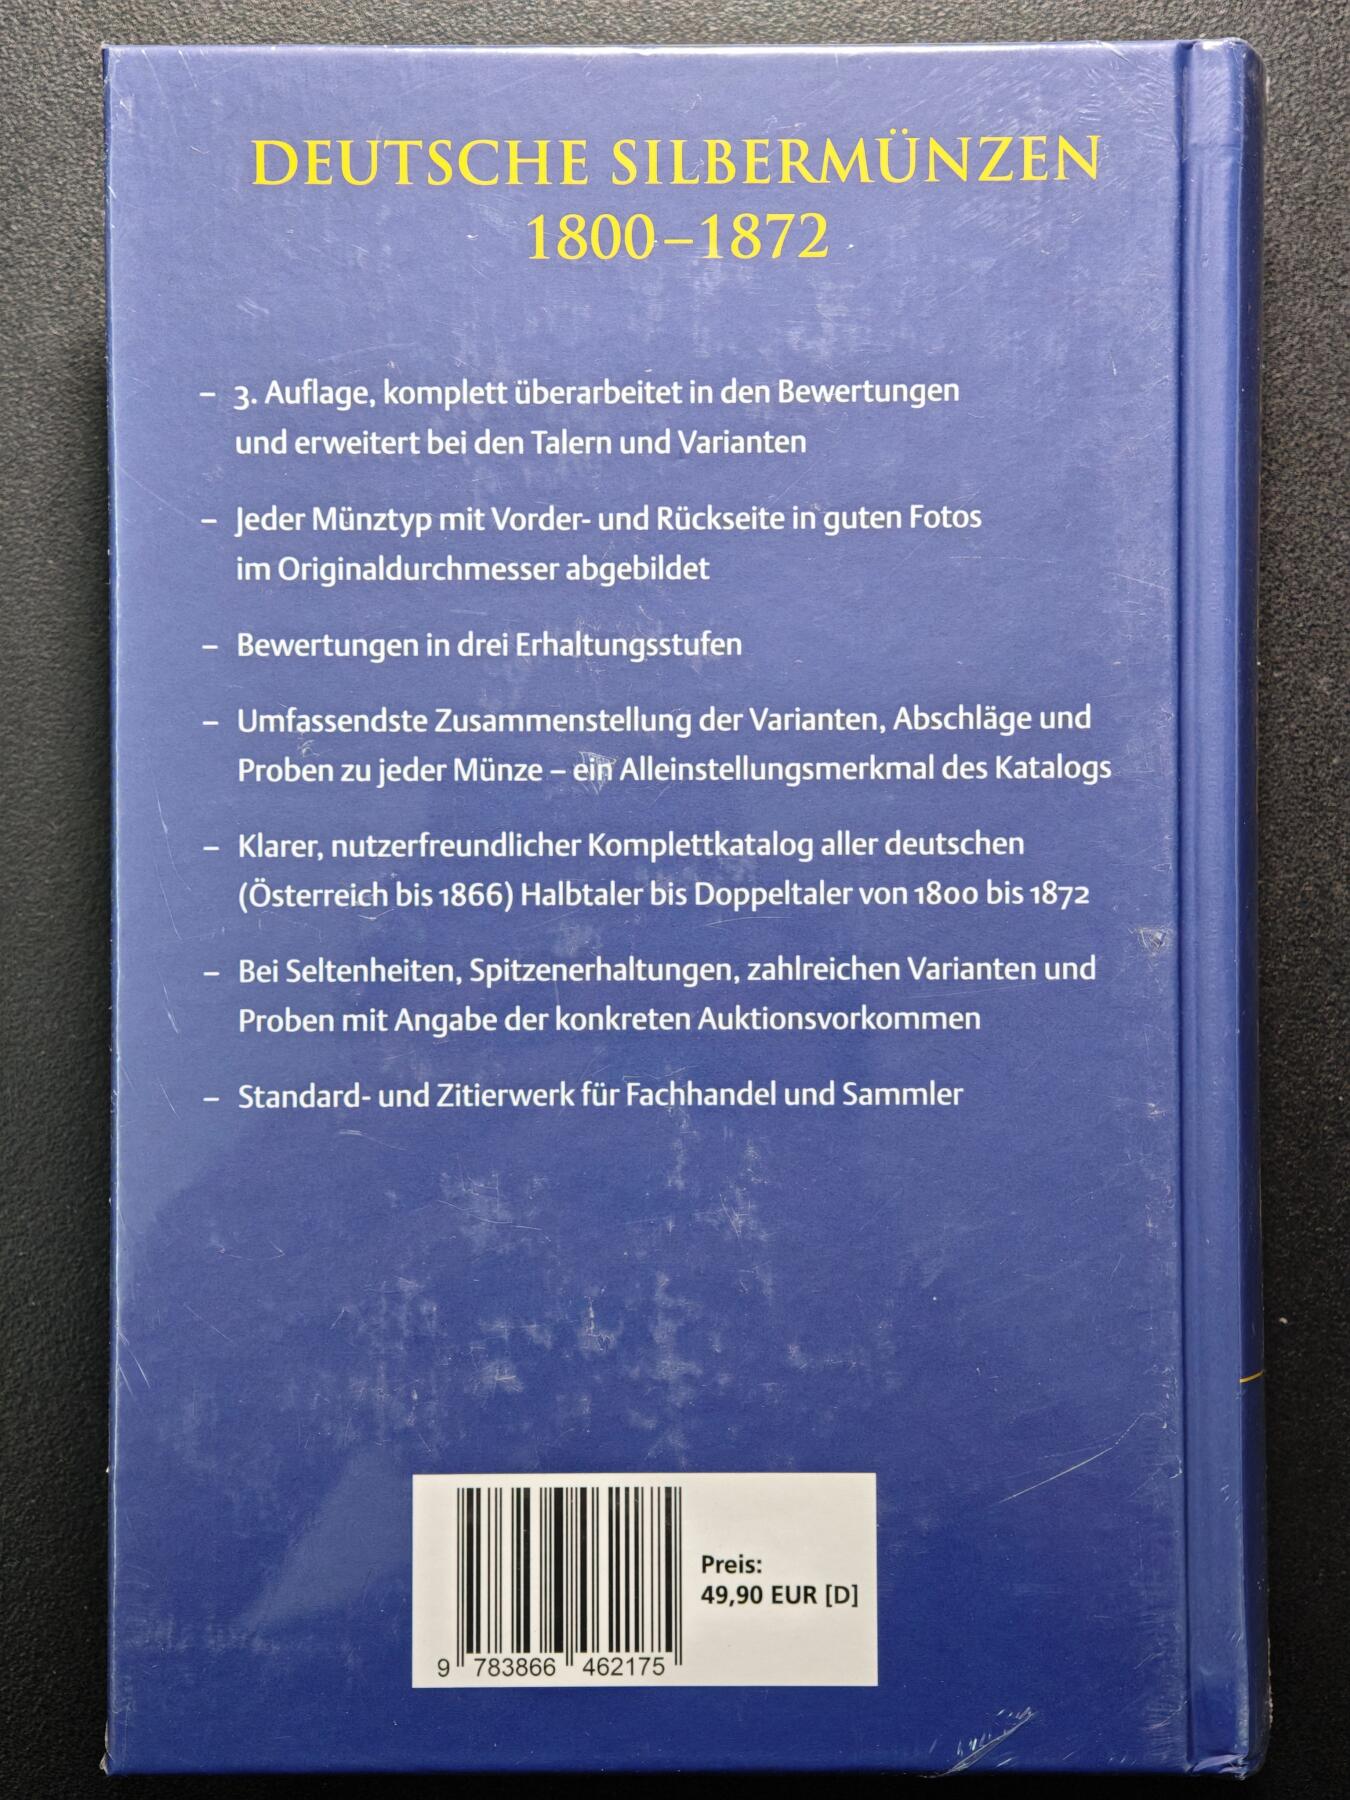 DEUTSCHE SILBERMÜNZEN
1800–1872
– 3. Auflage, komplett überarbeitet in den Bewertungen
und erweitert bei den Talern und Varianten
– Jeder Münztyp mit Vorder- und Rückseite in guten Fotos
im Originaldurchmesser abgebildet
– Bewertungen in drei Erhaltungsstufen
– Umfassendste Zusammenstellung der Varianten, Abschläge und
Proben zu jeder Münze – ein Alleinstellungsmerkmal des Katalogs
– Klarer, nutzerfreundlicher Komplettkatalog aller deutschen
(Österreich bis 1866) Halbtaler bis Doppeltaler von 1800 bis 1872
– Bei Seltenheiten, Spitzenerhaltungen, zahlreichen Varianten und
Proben mit Angabe der konkreten Auktionsvorkommen
– Standard- und Zitierwerk für Fachhandel und Sammler
Preis:
49,90 EUR [D]
9 783866 462175